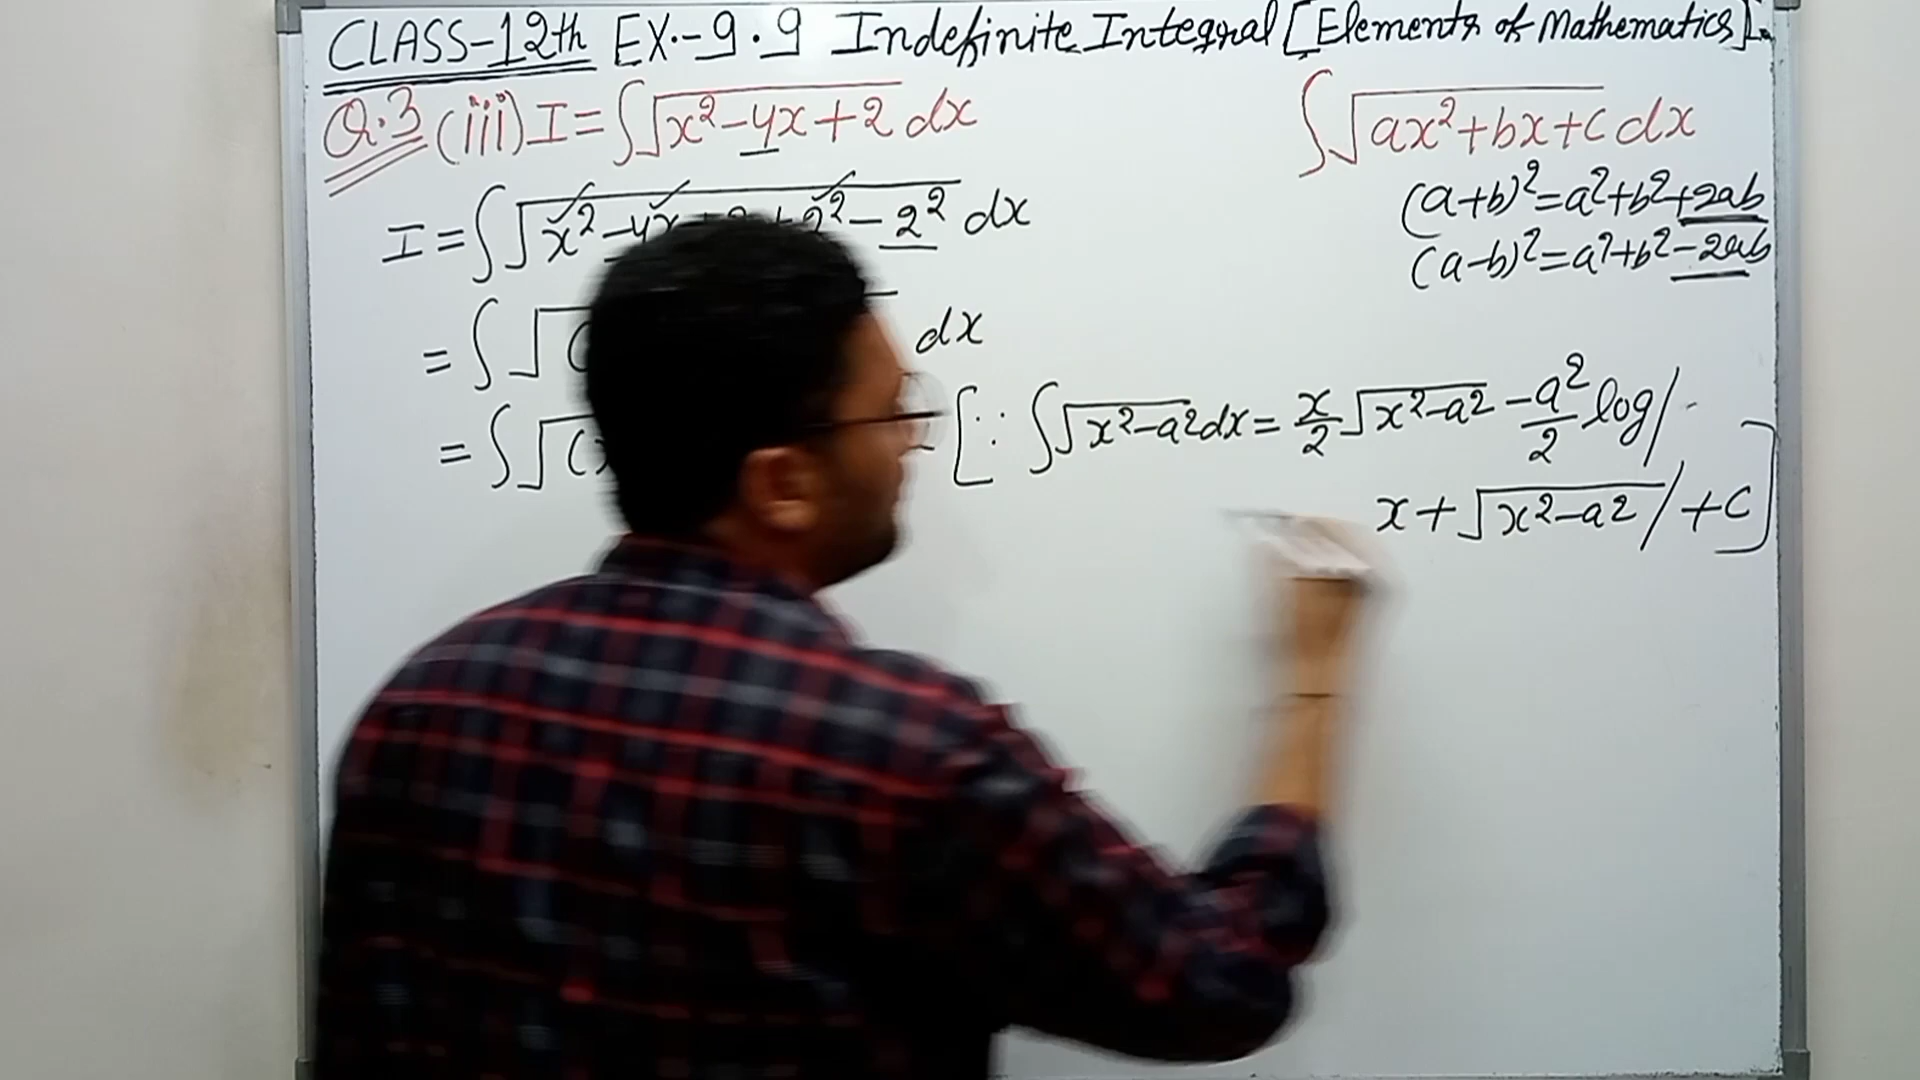 CLASS-12th EX.-9.9 Indefinite Integral [Elements of Mathematics].
Q.3 (iii) I = ∫√x²-4x+2 dx
∫√ax²+bx+c dx
(a+b)²=a²+b²+2ab
(a-b)²=a²+b²-2ab
I = ∫√x²-4x +2²-2² dx
= ∫√( dx
= ∫√(x [∵ ∫√x²-a² dx = x/2 √x²-a² - a²/2 log|
x+√x²-a²|+C]